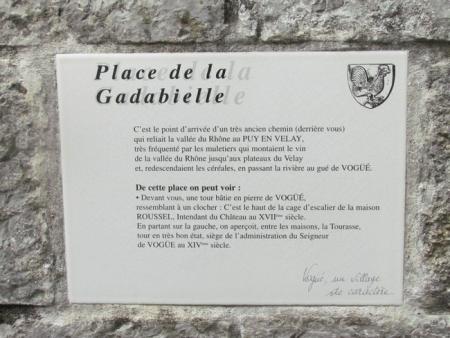 Place de la
Gadabielle
C'est le point d'arrivée d'un très ancien chemin (derrière vous)
qui reliait la vallée du Rhône au PUY EN VELAY,
très fréquenté par les muletiers qui montaient le vin
de la vallée du Rhône jusqu'aux plateaux du Velay
et, redescendaient les céréales, en passant la rivière au gué de VOGÜÉ.
De cette place on peut voir :
• Devant vous, une tour bâtie en pierre de VOGÜÉ,
ressemblant à un clocher : C'est le haut de la cage d'escalier de la maison
ROUSSEL, Intendant du Château au XVIIème siècle.
En partant sur la gauche, on aperçoit, entre les maisons, la Tourasse,
tour en très bon état, siège de l'administration du Seigneur
de VOGÜE au XIVème siècle.
Vogüé, un village
de caractère